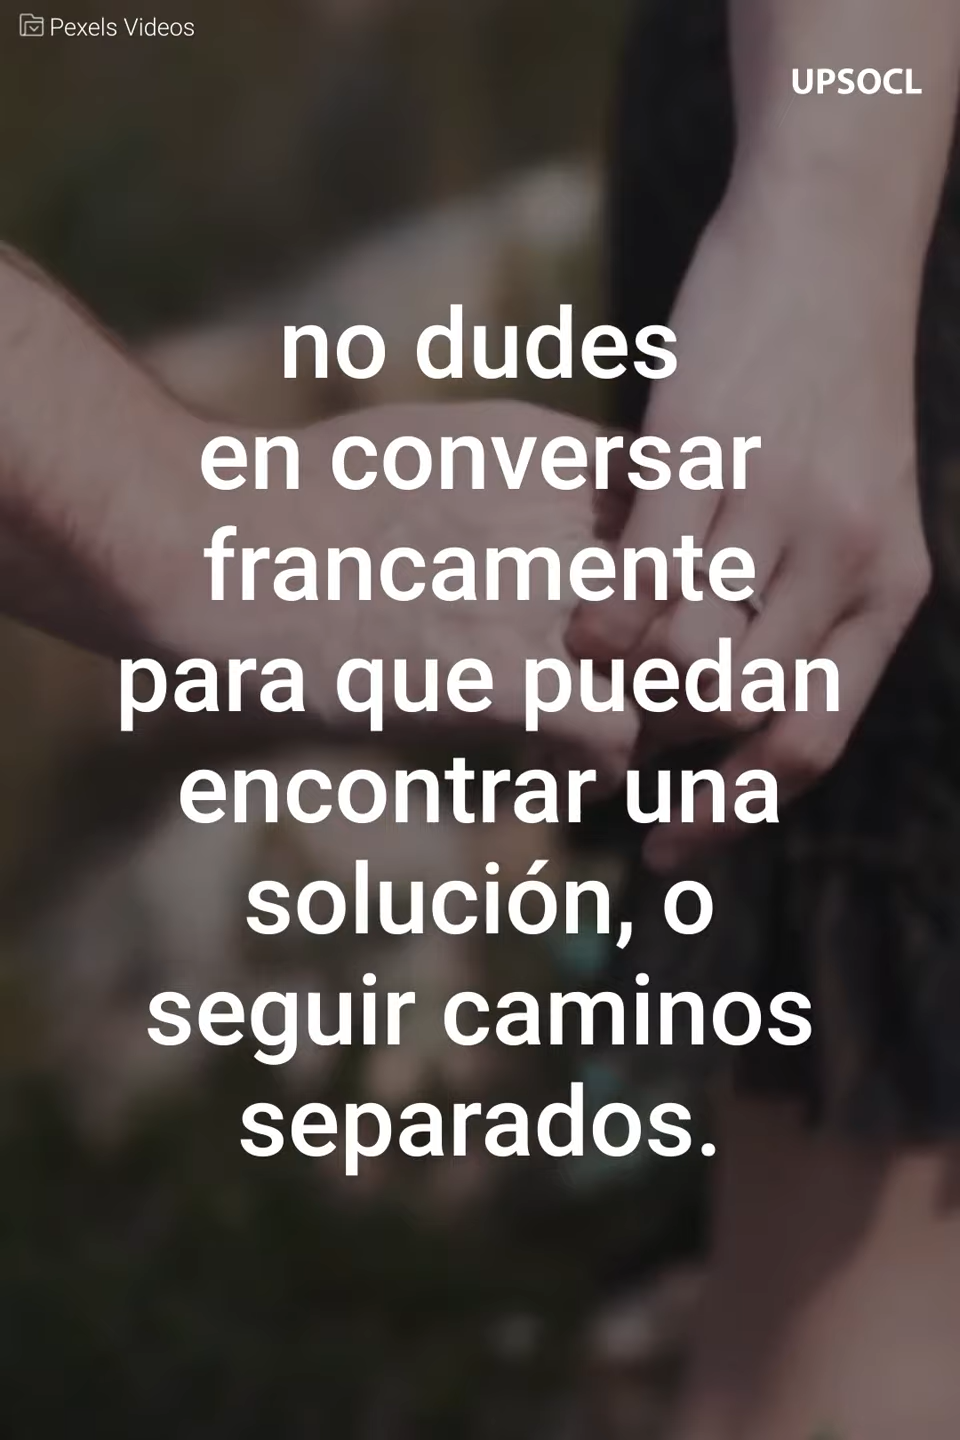 Pexels Videos
UPSOCL
no dudes
en conversar
francamente
para que puedan
encontrar una
solución, o
seguir caminos
separados.